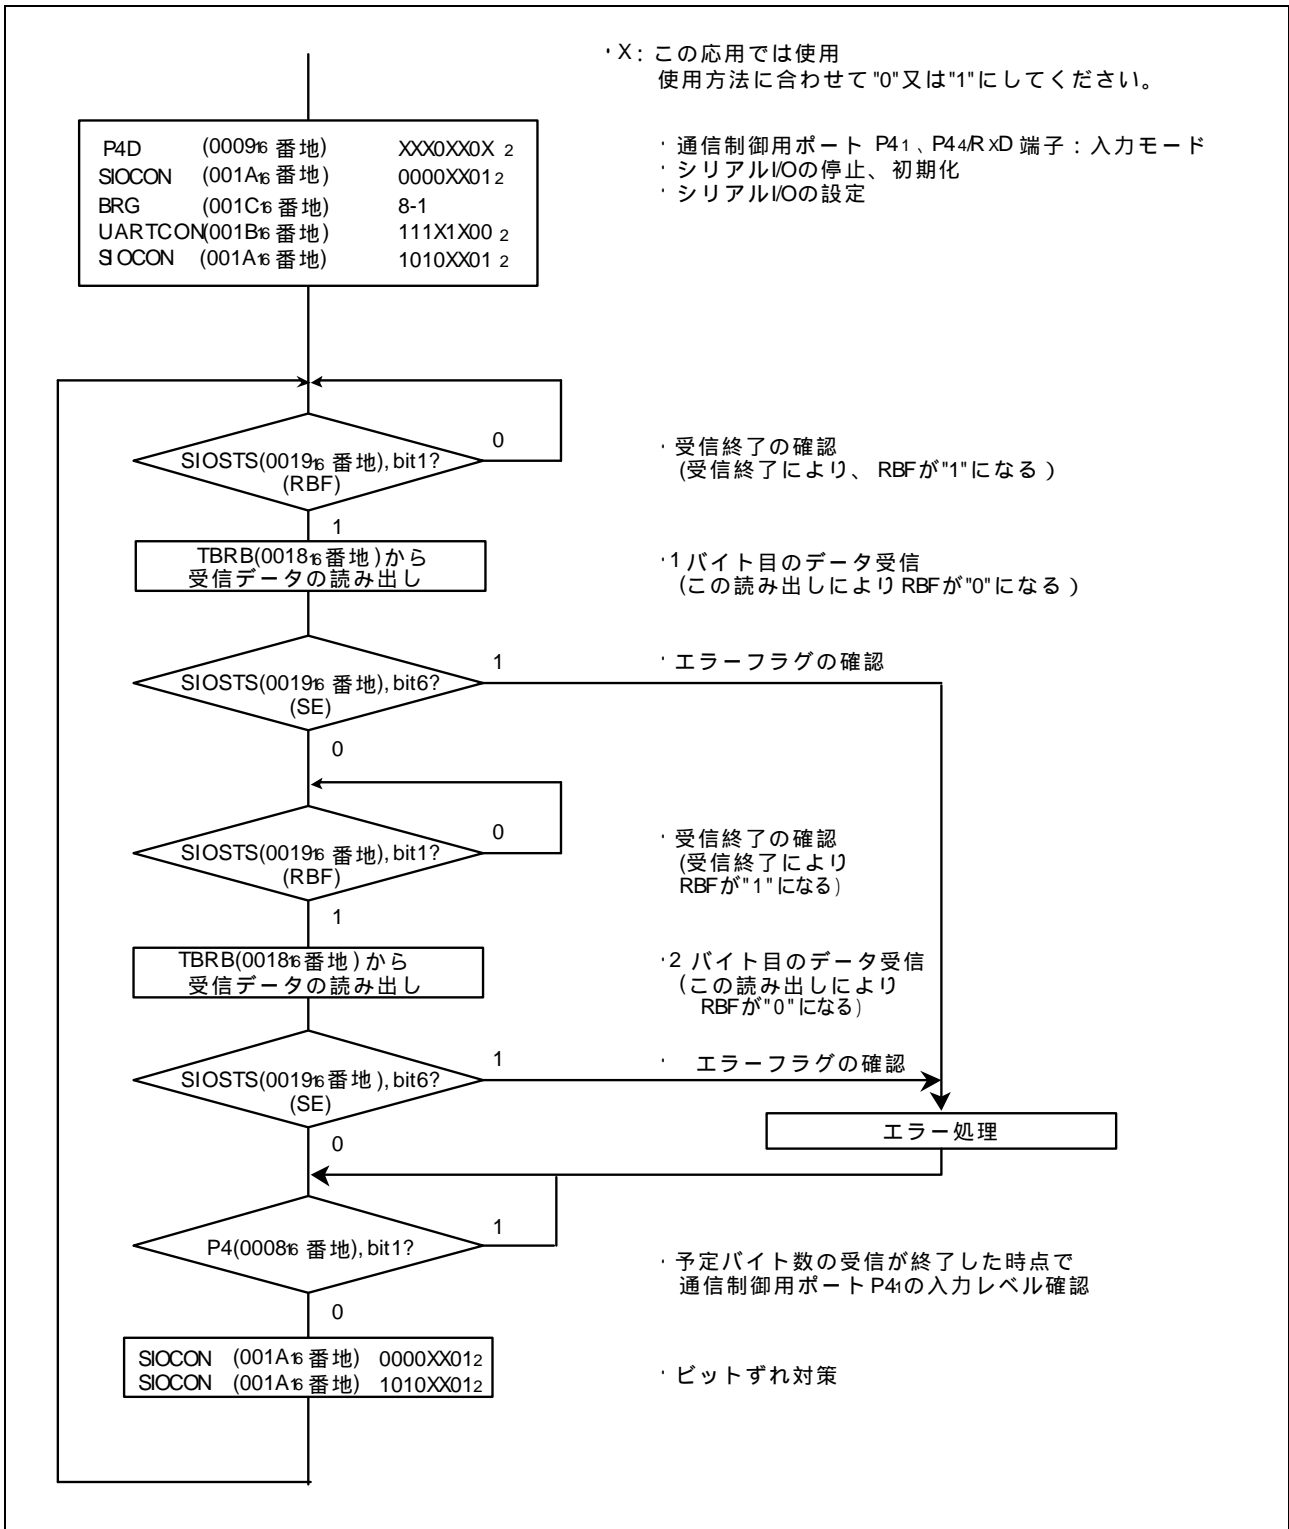 ・X: この応用では使用
使用方法に合わせて"0"又は"1"にしてください。
P4D (000916 番地) XXX0XX0X 2
SIOCON (001A16 番地) 0000XX012
BRG (001C16 番地) 8-1
UARTCON(001B16 番地) 111X1X00 2
SIOCON (001A16 番地) 1010XX01 2
・通信制御用ポート P41、P44/RXD 端子：入力モード
・シリアルI/Oの停止、初期化
・シリアルI/Oの設定
0
SIOSTS(001916 番地),bit1?
(RBF)
・受信終了の確認
(受信終了により、RBFが"1"になる)
1
TBRB(001816番地)から
受信データの読み出し
・1バイト目のデータ受信
(この読み出しによりRBFが"0"になる)
1
・エラーフラグの確認
SIOSTS(001916 番地),bit6?
(SE)
0
0
SIOSTS(001916 番地),bit1?
(RBF)
・受信終了の確認
(受信終了により
RBFが"1"になる)
1
TBRB(001816番地)から
受信データの読み出し
・2 バイト目のデータ受信
(この読み出しにより
RBFが"0"になる)
1
・ エラーフラグの確認
SIOSTS(001916番地),bit6?
(SE)
エラー処理
0
1
P4(000816 番地),bit1?
・予定バイト数の受信が終了した時点で
通信制御用ポートP41の入力レベル確認
0
SIOCON (001A16 番地) 0000XX012
SIOCON (001A16 番地) 1010XX012
・ビットずれ対策